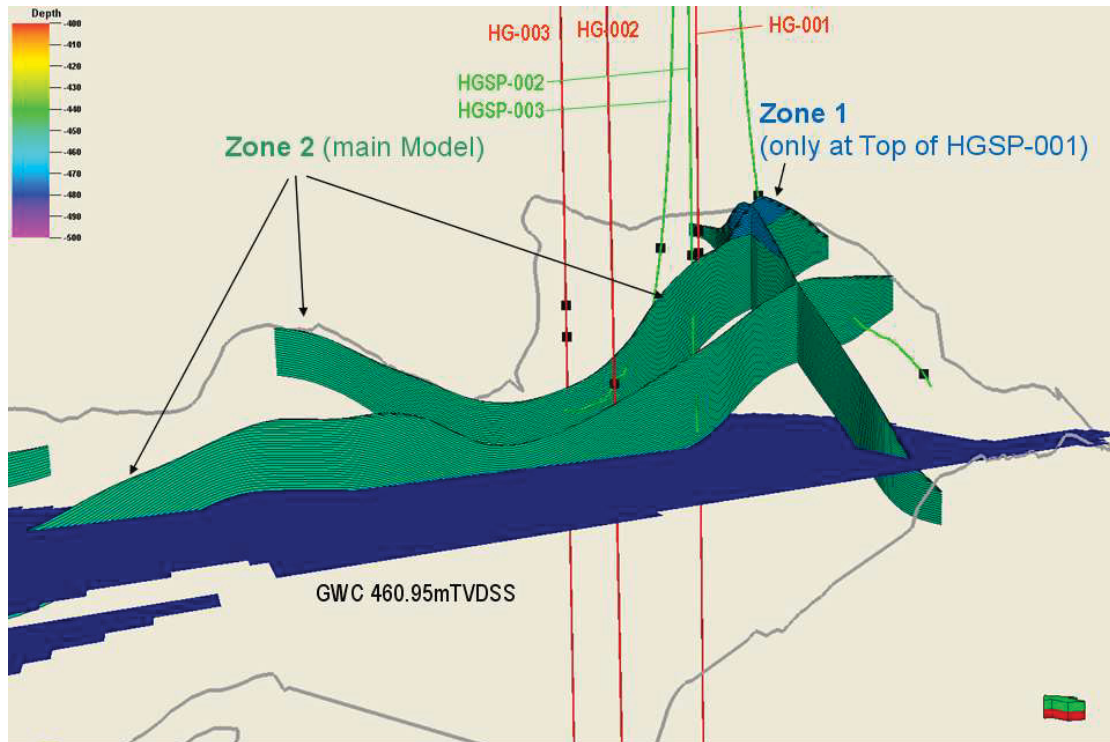 Depth
-400
-410
-420
-430
-440
-450
-460
-470
-480
-490
-500
HG-003
HG-002
HG-001
HGSP-002
HGSP-003
Zone 1
(only at Top of HGSP-001)
Zone 2 (main Model)
GWC 460.95mTVDSS